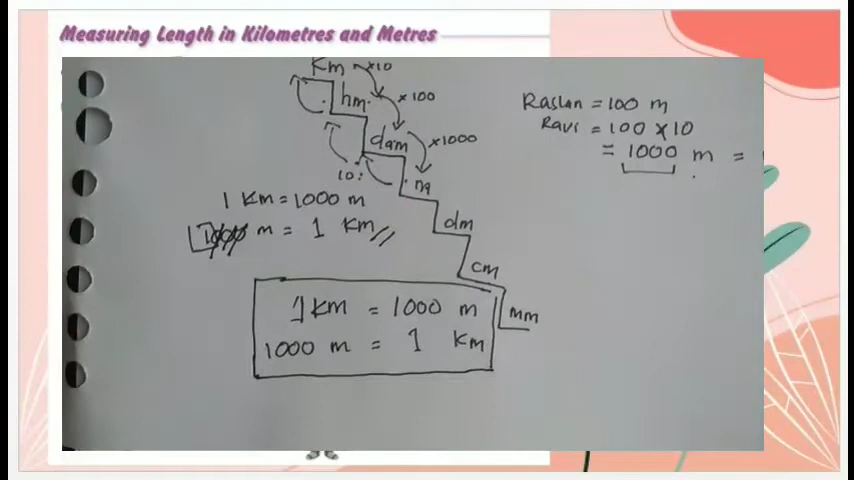 Measuring Length in Kilometres and Metres
Km ×10
hm ×100
dam ×1000
10:
m
1 Km = 1000 m
1000 m = 1 Km //
dm
cm
mm
1 Km = 1000 m
1000 m = 1 Km
Raslan = 100 m
Ravi = 100 × 10
= 1000 m =